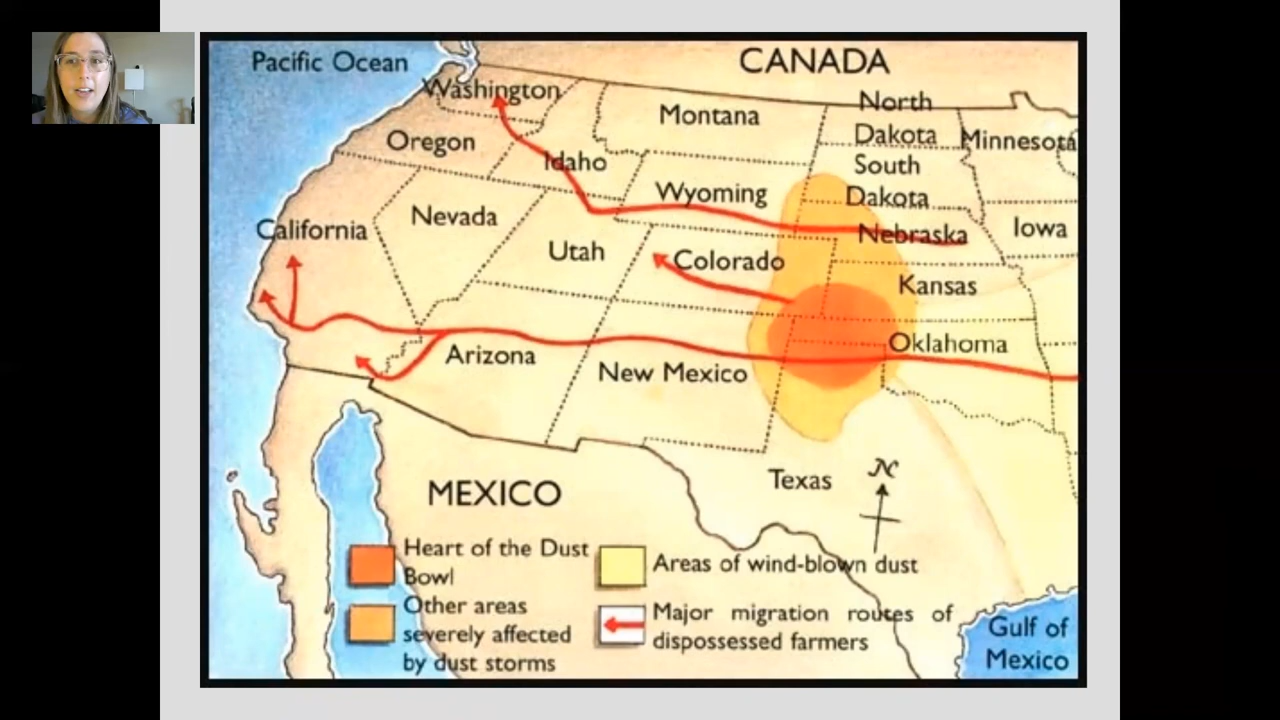 Pacific Ocean
CANADA
Washington
Montana
North
Dakota
Minnesota
Oregon
Idaho
South
Dakota
Wyoming
Nevada
California
Nebraska
Iowa
Utah
Colorado
Kansas
Arizona
New Mexico
Oklahoma
Texas
N
MEXICO
Heart of the Dust
Bowl
Other areas
severely affected
by dust storms
Areas of wind-blown dust
Major migration routes of
dispossessed farmers
Gulf of
Mexico